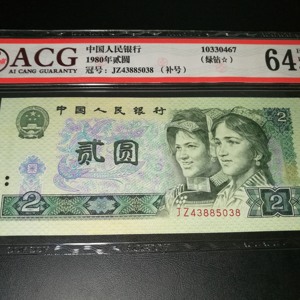 ACG
AI CANG GUARANTY
中国人民银行
1980年贰圆
冠号：JZ43885038（补号）
10330467
（绿钻☆）
64
中国人民银行
贰圆
2
2
JZ43885038